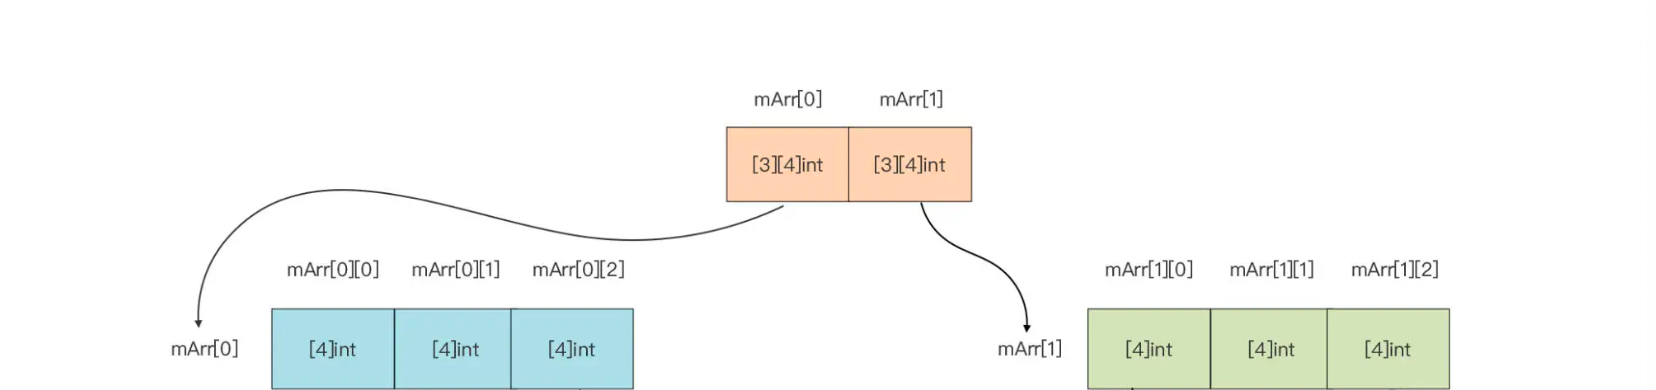 mArr[0] mArr[1]
[3][4]int [3][4]int
mArr[0][0] mArr[0][1] mArr[0][2] mArr[1][0] mArr[1][1] mArr[1][2]
mArr[0] [4]int [4]int [4]int mArr[1] [4]int [4]int [4]int